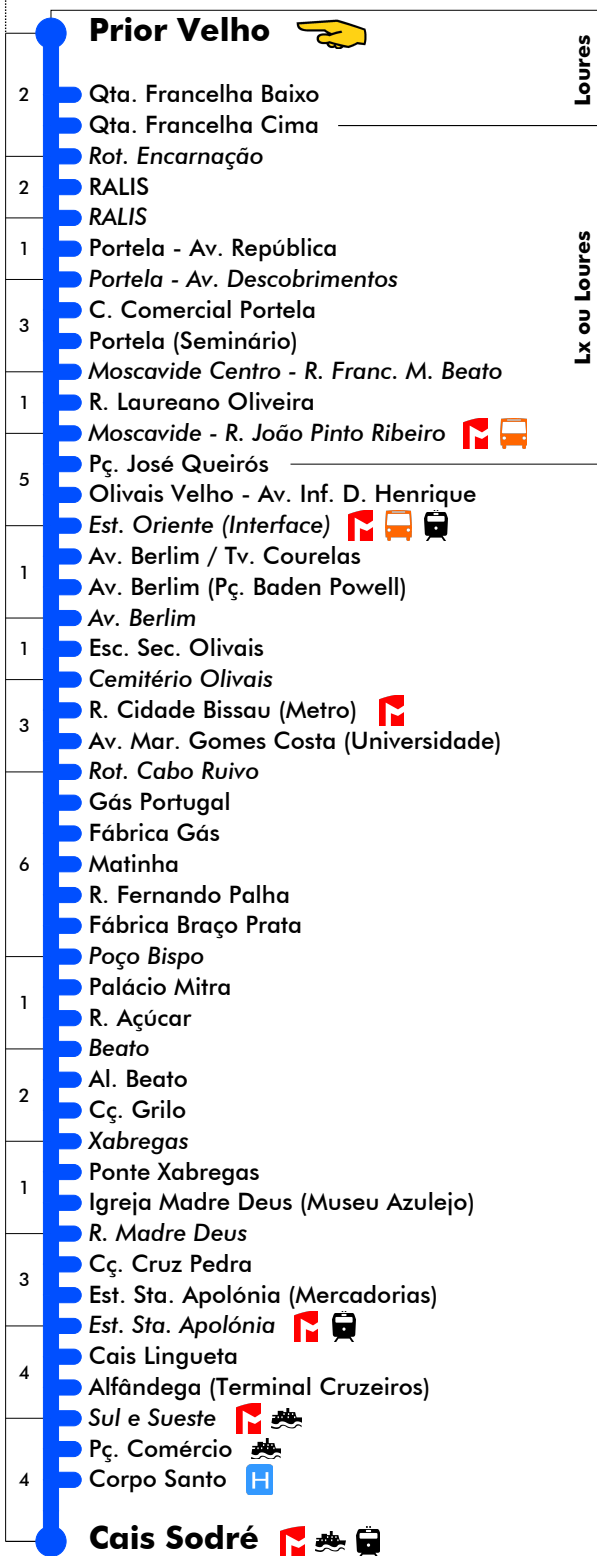 Prior Velho
Loures
2
Qta. Francelha Baixo
Qta. Francelha Cima
Rot. Encarnação
2
RALIS
RALIS
1
Portela - Av. República
Portela - Av. Descobrimentos
Lx ou Loures
3
C. Comercial Portela
Portela (Seminário)
Moscavide Centro - R. Franc. M. Beato
1
R. Laureano Oliveira
Moscavide - R. João Pinto Ribeiro
5
Pç. José Queirós
Olivais Velho - Av. Inf. D. Henrique
Est. Oriente (Interface)
1
Av. Berlim / Tv. Courelas
Av. Berlim (Pç. Baden Powell)
Av. Berlim
1
Esc. Sec. Olivais
Cemitério Olivais
3
R. Cidade Bissau (Metro)
Av. Mar. Gomes Costa (Universidade)
Rot. Cabo Ruivo
6
Gás Portugal
Fábrica Gás
Matinha
R. Fernando Palha
Fábrica Braço Prata
Poço Bispo
1
Palácio Mitra
R. Açúcar
Beato
2
Al. Beato
Cç. Grilo
Xabregas
1
Ponte Xabregas
Igreja Madre Deus (Museu Azulejo)
R. Madre Deus
3
Cç. Cruz Pedra
Est. Sta. Apolónia (Mercadorias)
Est. Sta. Apolónia
4
Cais Lingueta
Alfândega (Terminal Cruzeiros)
Sul e Sueste
4
Pç. Comércio
Corpo Santo H
Cais Sodré